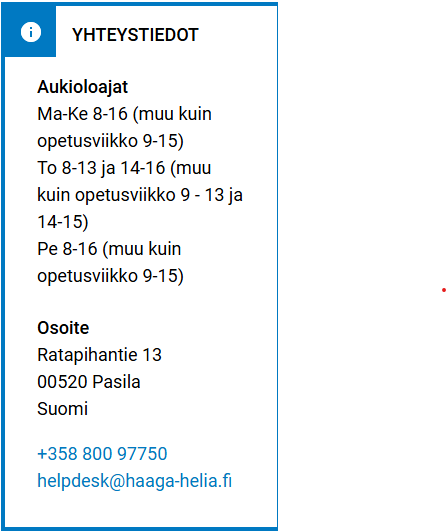 YHTEYSTIEDOT
Aukioloajat
Ma-Ke 8-16 (muu kuin
opetusviikko 9-15)
To 8-13 ja 14-16 (muu
kuin opetusviikko 9 - 13 ja
14-15)
Pe 8-16 (muu kuin
opetusviikko 9-15)
Osoite
Ratapihantie 13
00520 Pasila
Suomi
+358 800 97750
helpdesk@haaga-helia.fi